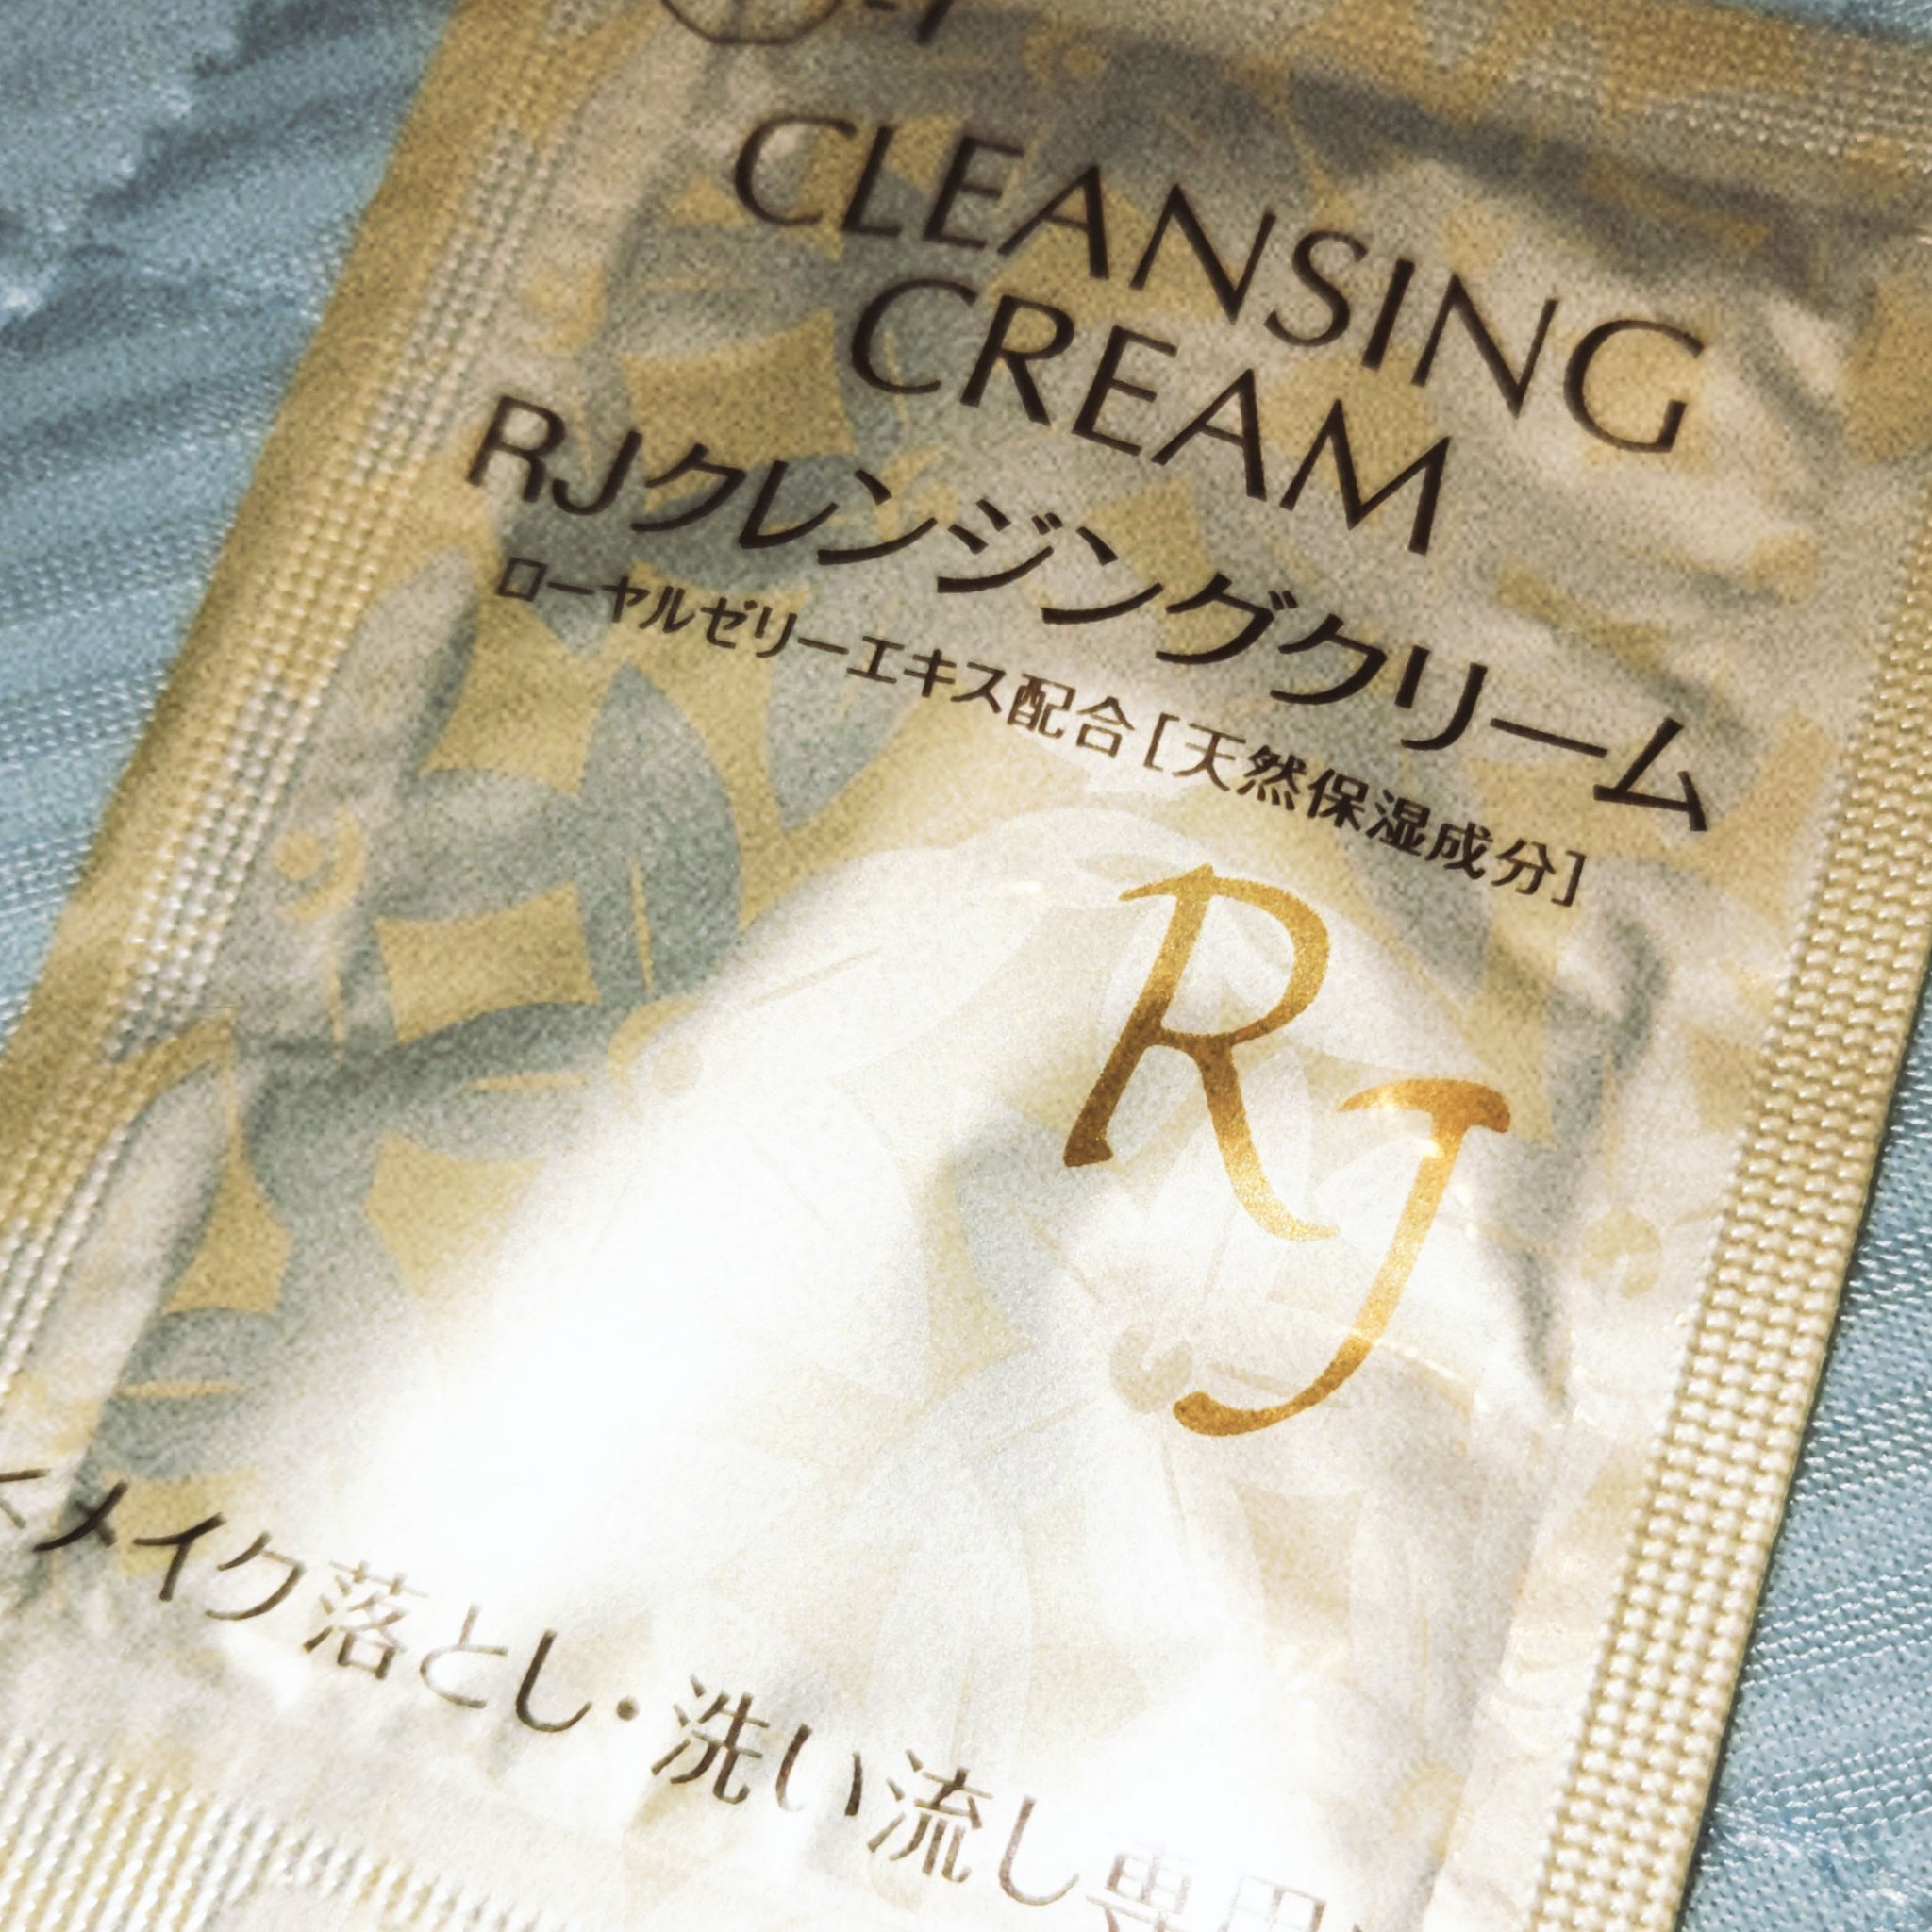 CLEANSING
CREAM
RJクレンジングクリーム
ローヤルゼリーエキス配合[天然保湿成分]
RJ
<メイク落とし・洗い流し専用